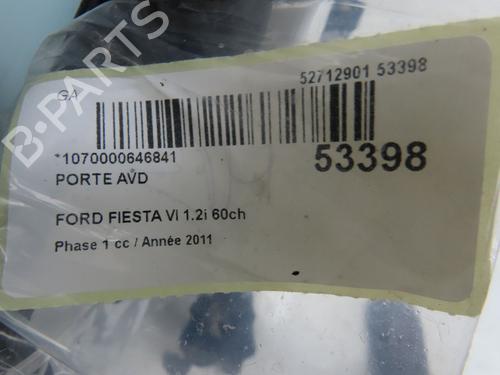 B-PARTS
GA
52712901 53398
*1070000646841
53398
PORTE AVD
FORD FIESTA VI 1.2i 60ch
Phase 1 cc / Année 2011